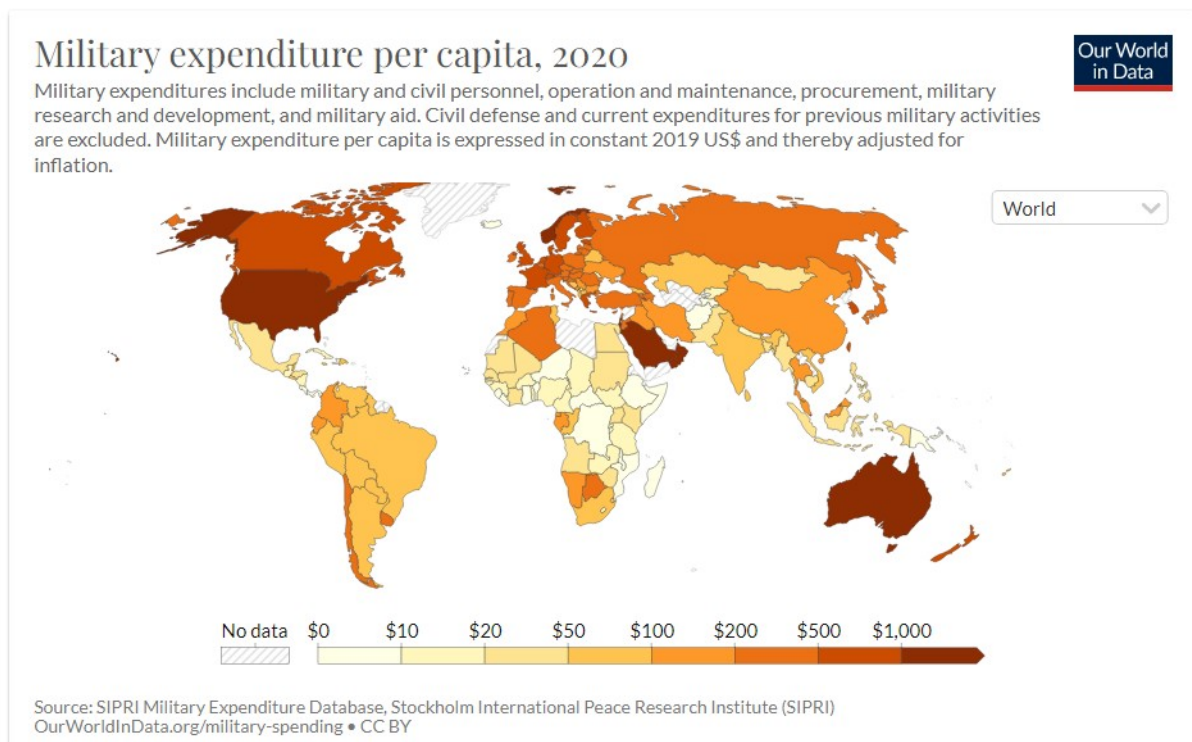 Military expenditure per capita, 2020
Our World
in Data
Military expenditures include military and civil personnel, operation and maintenance, procurement, military
research and development, and military aid. Civil defense and current expenditures for previous military activities
are excluded. Military expenditure per capita is expressed in constant 2019 US$ and thereby adjusted for
inflation.
World
No data $0 $10 $20 $50 $100 $200 $500 $1,000
Source: SIPRI Military Expenditure Database, Stockholm International Peace Research Institute (SIPRI)
OurWorldInData.org/military-spending • CC BY